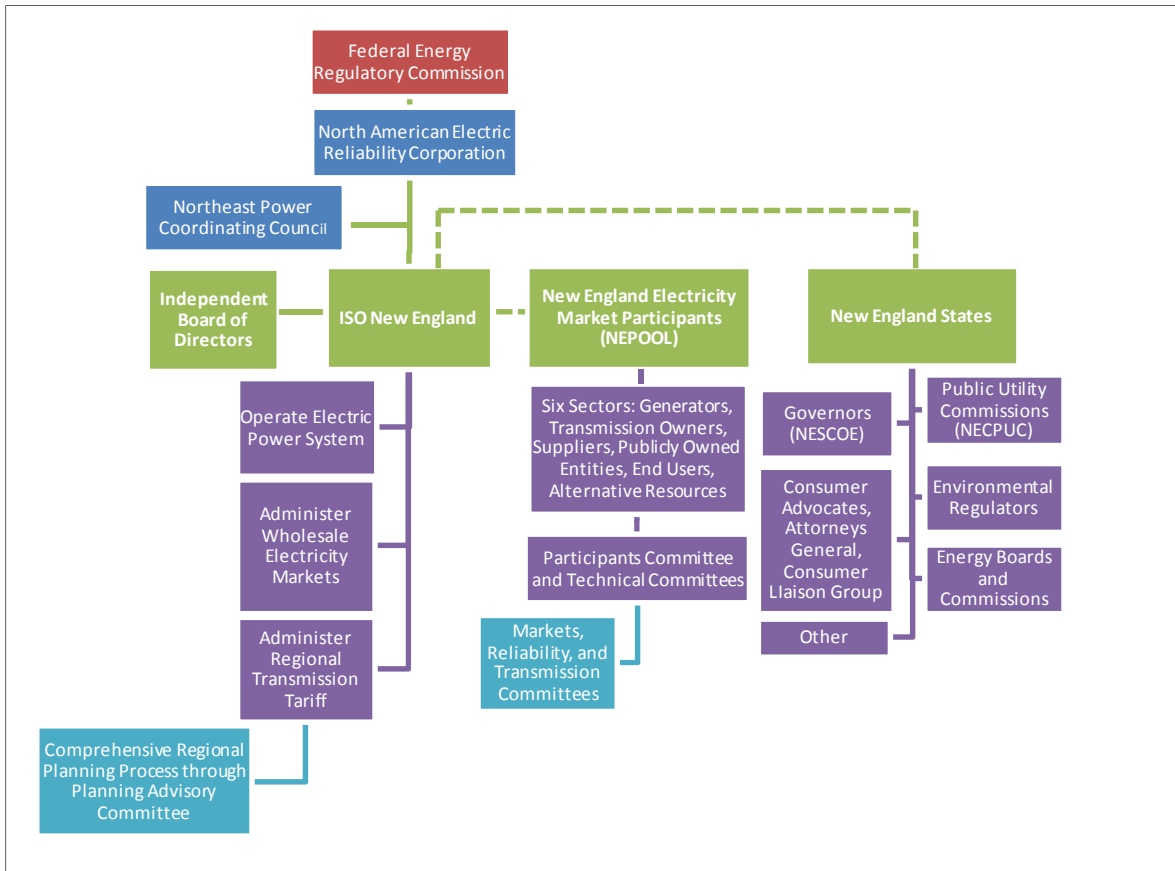 Federal Energy
Regulatory Commission
North American Electric
Reliability Corporation
Northeast Power
Coordinating Council
Independent
Board of
Directors
ISO New England
New England Electricity
Market Participants
(NEPOOL)
New England States
Operate Electric
Power System
Administer
Wholesale
Electricity
Markets
Administer
Regional
Transmission
Tariff
Comprehensive Regional
Planning Process through
Planning Advisory
Committee
Six Sectors: Generators,
Transmission Owners,
Suppliers, Publicly Owned
Entities, End Users,
Alternative Resources
Participants Committee
and Technical Committees
Markets,
Reliability, and
Transmission
Committees
Governors
(NESCOE)
Public Utility
Commissions
(NECPUC)
Consumer
Advocates,
Attorneys
General,
Consumer
LIaison Group
Environmental
Regulators
Energy Boards and
Commissions
Other